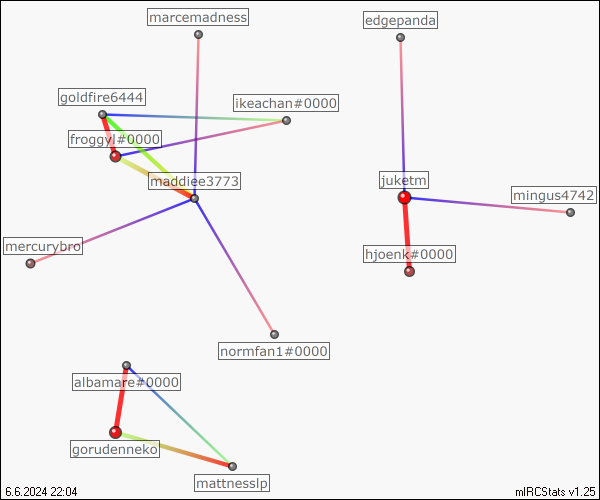 marcemadness
edgepanda
goldfire6444
ikeachan#0000
froggyl#0000
maddiee3773
juketm
mingus4742
mercurybro
hjoenk#0000
normfan1#0000
albamare#0000
gorudenneko
mattnesslp
6.6.2024 22:04
mIRCStats v1.25